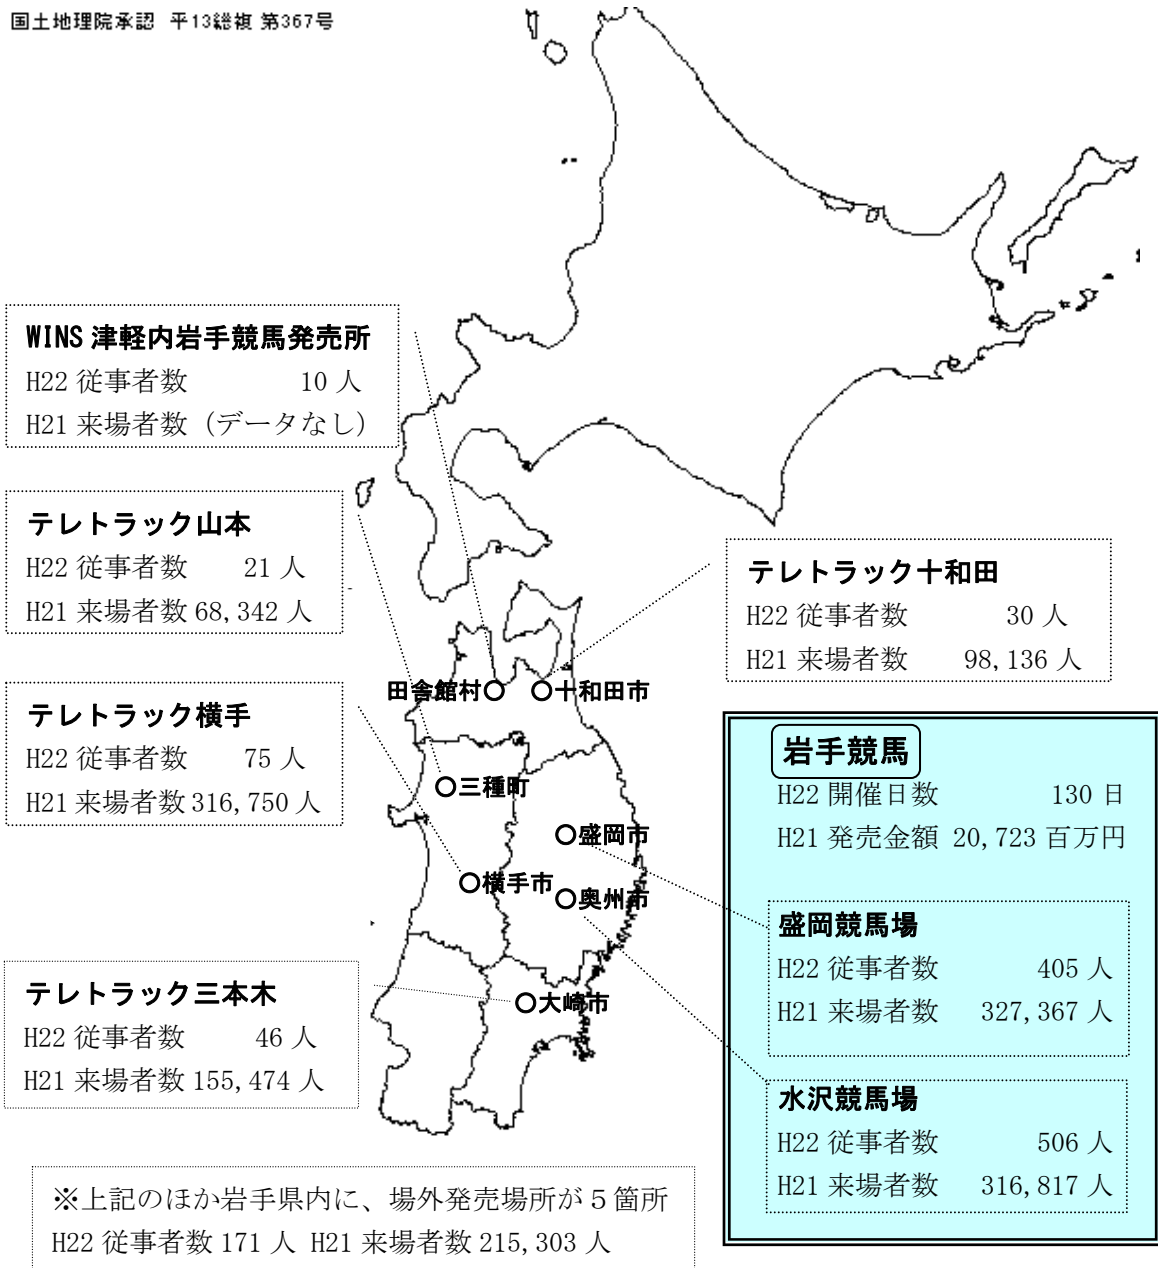 国土地理院承認 平13総複 第367号
WINS 津軽内岩手競馬発売所
H22 従事者数 10 人
H21 来場者数（データなし）
テレトラック山本
H22 従事者数 21 人
H21 来場者数 68,342 人
テレトラック横手
H22 従事者数 75 人
H21 来場者数 316,750 人
テレトラック三本木
H22 従事者数 46 人
H21 来場者数 155,474 人
テレトラック十和田
H22 従事者数 30 人
H21 来場者数 98,136 人
田舎館村
十和田市
三種町
盛岡市
横手市
奥州市
大崎市
岩手競馬
H22 開催日数 130 日
H21 発売金額 20,723 百万円
盛岡競馬場
H22 従事者数 405 人
H21 来場者数 327,367 人
水沢競馬場
H22 従事者数 506 人
H21 来場者数 316,817 人
※上記のほか岩手県内に、場外発売場所が５箇所
H22 従事者数 171 人 H21 来場者数 215,303 人